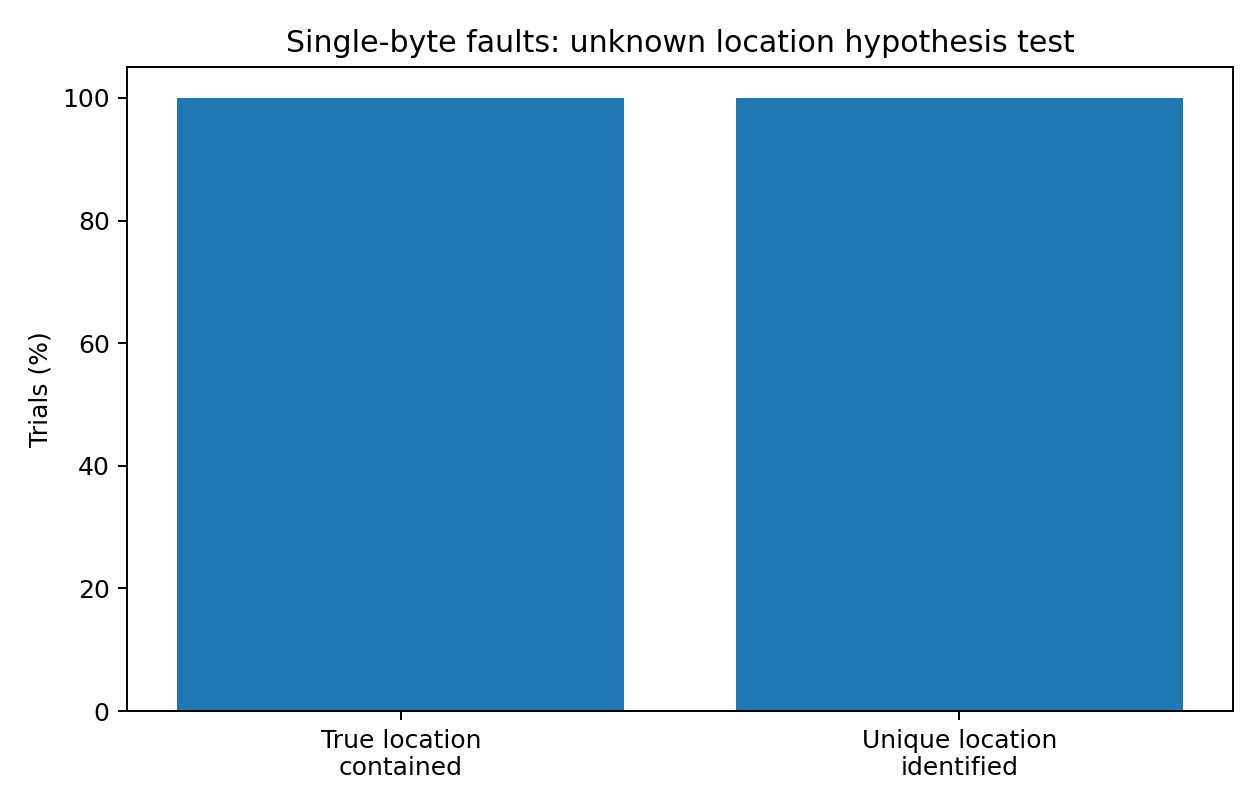 Single-byte faults: unknown location hypothesis test
Trials (%)
100
80
60
40
20
0
True location
contained
Unique location
identified